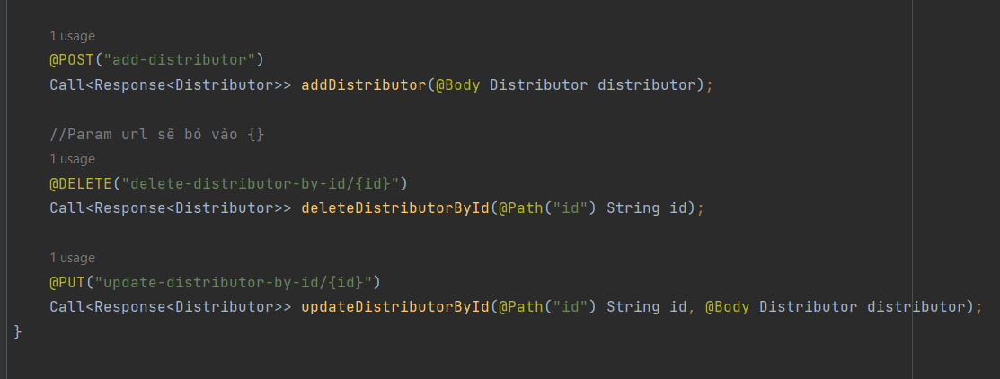 1 usage
@POST("add-distributor")
Call<Response<Distributor>> addDistributor(@Body Distributor distributor);
//Param url sẽ bỏ vào {}
1 usage
@DELETE("delete-distributor-by-id/{id}")
Call<Response<Distributor>> deleteDistributorById(@Path("id") String id);
1 usage
@PUT("update-distributor-by-id/{id}")
Call<Response<Distributor>> updateDistributorById(@Path("id") String id, @Body Distributor distributor);
}